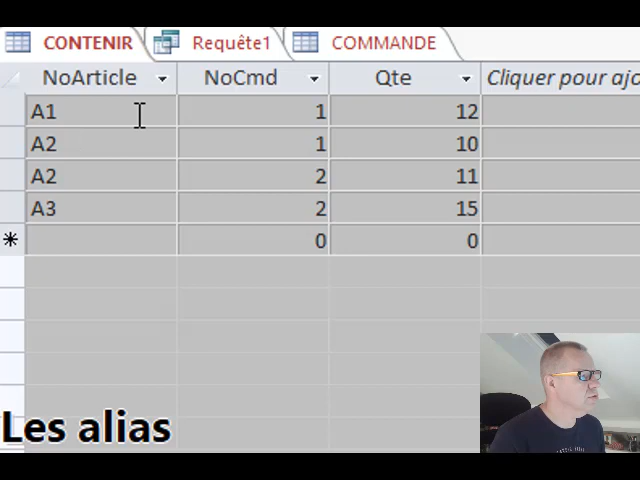 CONTENIR Requête1 COMMANDE
NoArticle NoCmd Qte Cliquer pour ajo
A1 1 12
A2 1 10
A2 2 11
A3 2 15
0 0
Les alias